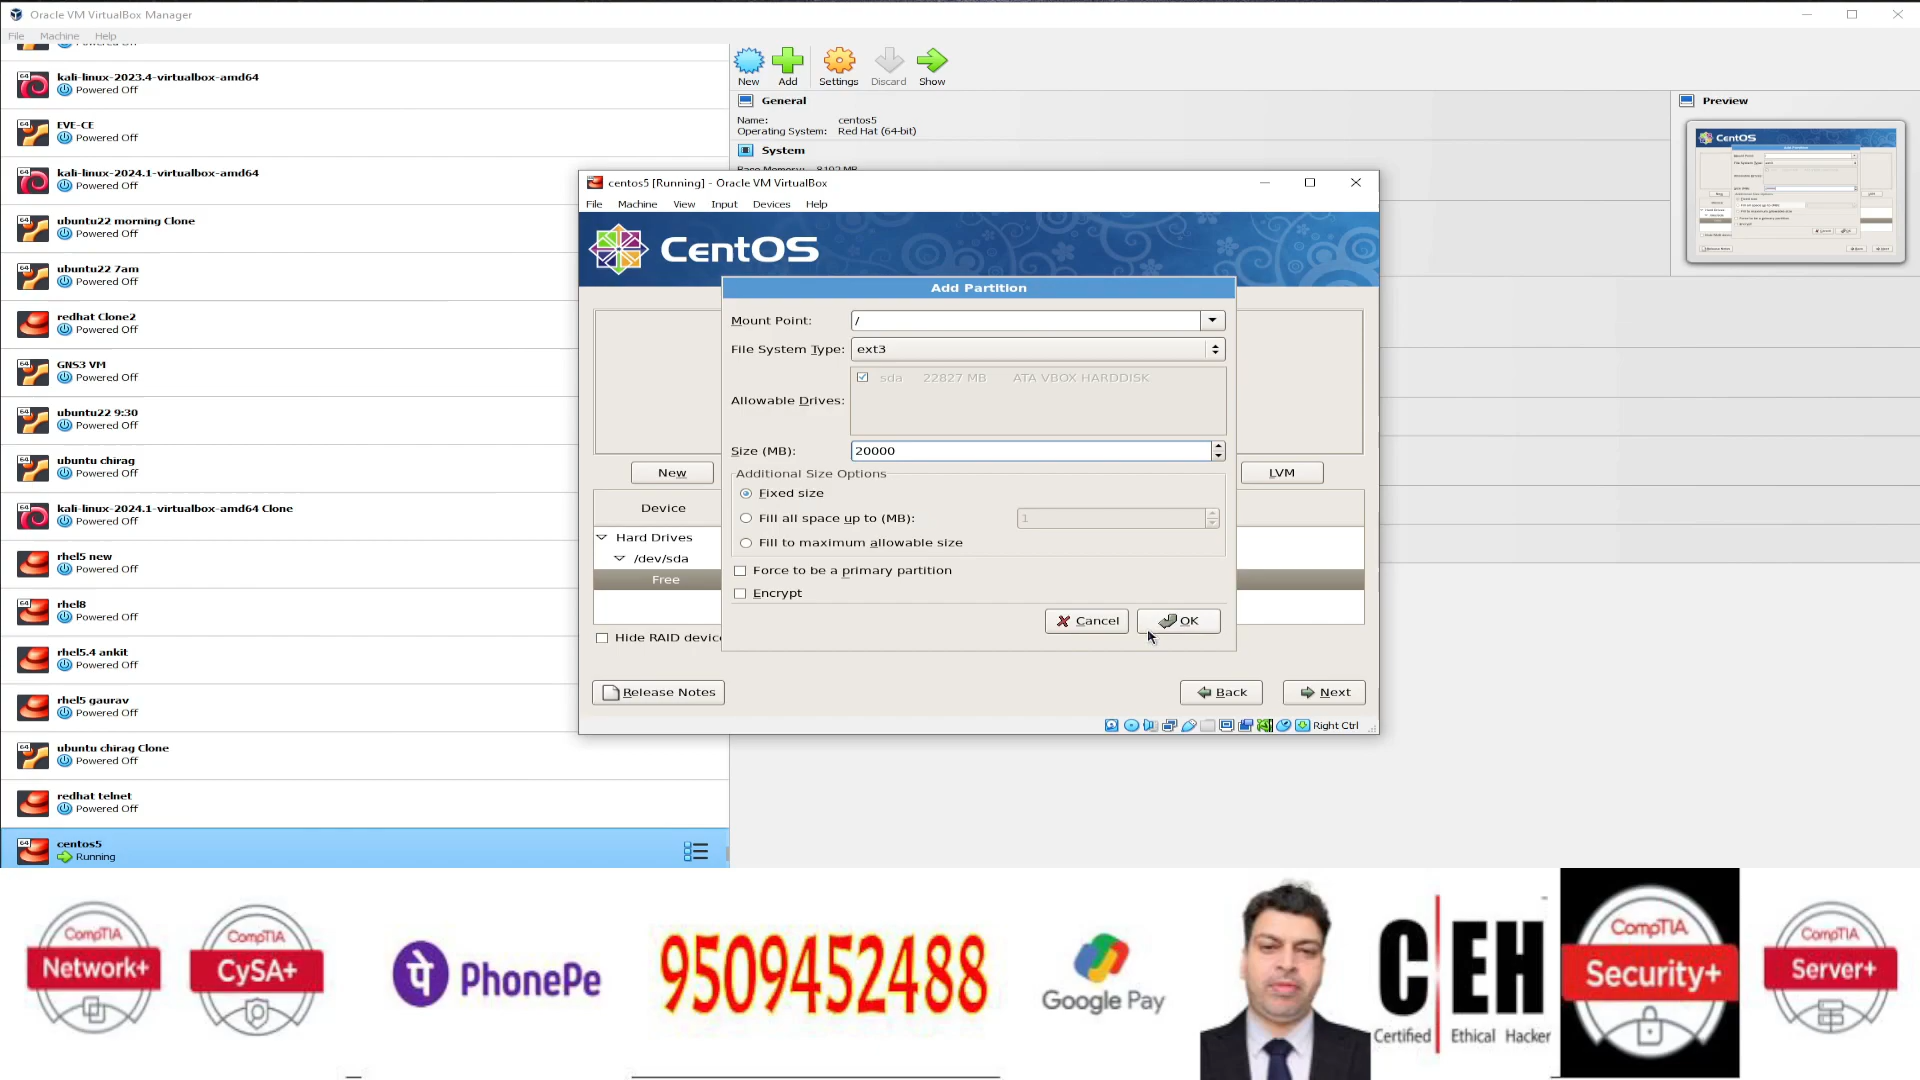 Oracle VM VirtualBox Manager
File Machine Help
Powered Off
kali-linux-2023.4-virtualbox-amd64
Powered Off
EVE-CE
Powered Off
kali-linux-2024.1-virtualbox-amd64
Powered Off
ubuntu22 morning Clone
Powered Off
ubuntu22 7am
Powered Off
redhat Clone2
Powered Off
GNS3 VM
Powered Off
ubuntu22 9:30
Powered Off
ubuntu chirag
Powered Off
kali-linux-2024.1-virtualbox-amd64 Clone
Powered Off
rhel5 new
Powered Off
rhel8
Powered Off
rhel5.4 ankit
Powered Off
rhel5 gaurav
Powered Off
ubuntu chirag Clone
Powered Off
redhat telnet
Powered Off
centos5
Running
New Add Settings Discard Show
General
Name: centos5
Operating System: Red Hat (64-bit)
System
Base Memory: 8192 MB
Preview
centos5 [Running] - Oracle VM VirtualBox
File Machine View Input Devices Help
CentOS
Add Partition
Mount Point: /
File System Type: ext3
sda 22827 MB ATA VBOX HARDDISK
Allowable Drives:
Size (MB): 20000
Additional Size Options
Fixed size
Fill all space up to (MB): 1
Fill to maximum allowable size
Force to be a primary partition
Encrypt
Cancel OK
New LVM
Device
Hard Drives
/dev/sda
Free
Hide RAID device
Release Notes Back Next
Right Ctrl
CompTIA
Network+
CompTIA
CySA+
पे PhonePe
9509452488
Google Pay
C|EH
Certified Ethical Hacker
CompTIA
Security+
CompTIA
Server+